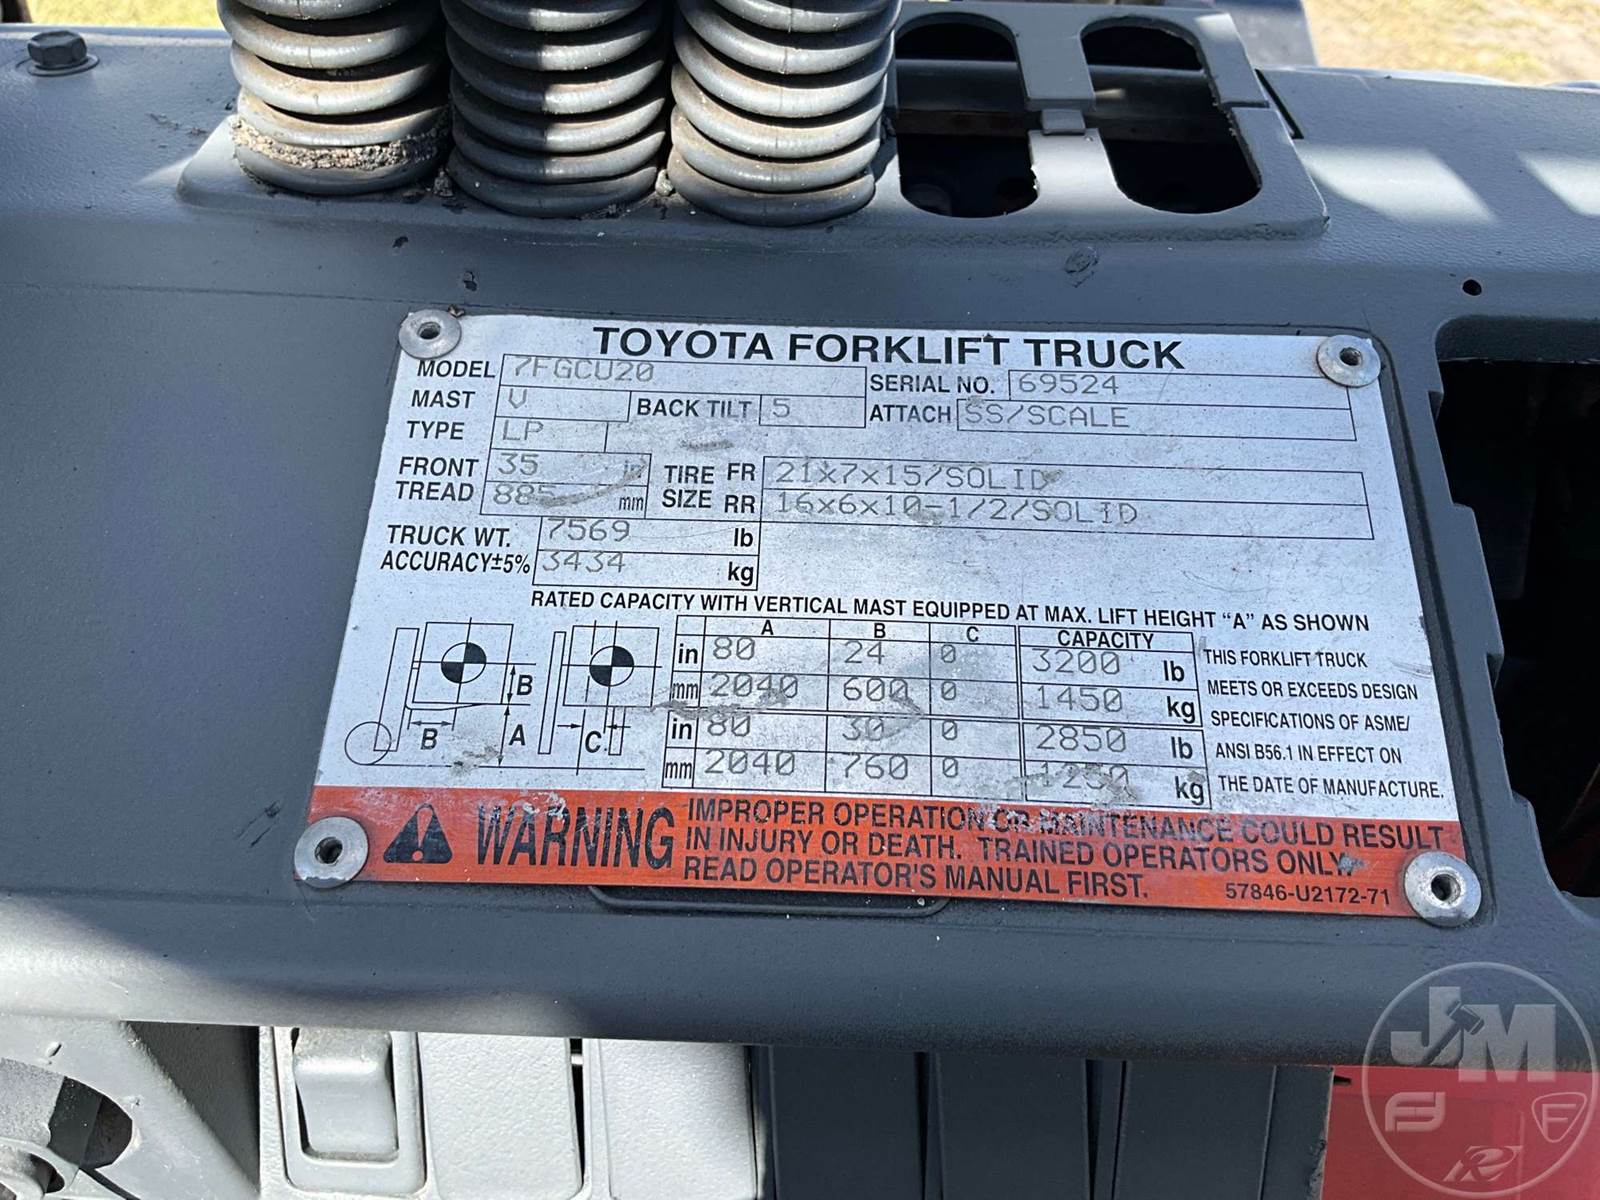 TOYOTA FORKLIFT TRUCK
MODEL 7FGCU20 SERIAL NO. 69524
MAST V BACK TILT 5 ATTACH SS/SCALE
TYPE LP
FRONT TREAD 35 in 885 mm
TIRE SIZE FR 21x7x15/SOLID
RR 16x6x10-1/2/SOLID
TRUCK WT. 7569 lb
ACCURACY±5% 3434 kg
RATED CAPACITY WITH VERTICAL MAST EQUIPPED AT MAX. LIFT HEIGHT "A" AS SHOWN
A B C CAPACITY
in 80 24 0 3200 lb
mm 2040 600 0 1450 kg
in 80 30 0 2850 lb
mm 2040 760 0 1250 kg
B
B A C
THIS FORKLIFT TRUCK
MEETS OR EXCEEDS DESIGN
SPECIFICATIONS OF ASME/
ANSI B56.1 IN EFFECT ON
THE DATE OF MANUFACTURE.
WARNING
IMPROPER OPERATION OR MAINTENANCE COULD RESULT
IN INJURY OR DEATH. TRAINED OPERATORS ONLY.
READ OPERATOR'S MANUAL FIRST.
57846-U2172-71
JM
F